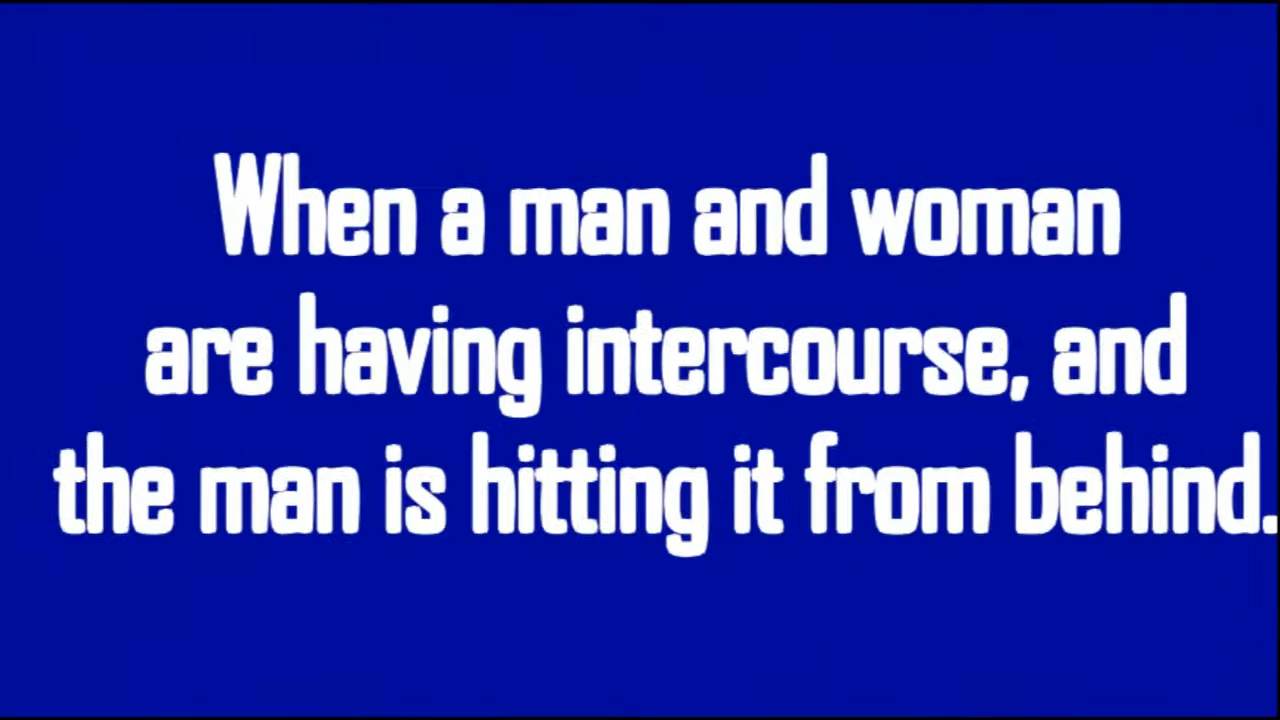 When a man and woman
are having intercourse, and
the man is hitting it from behind.